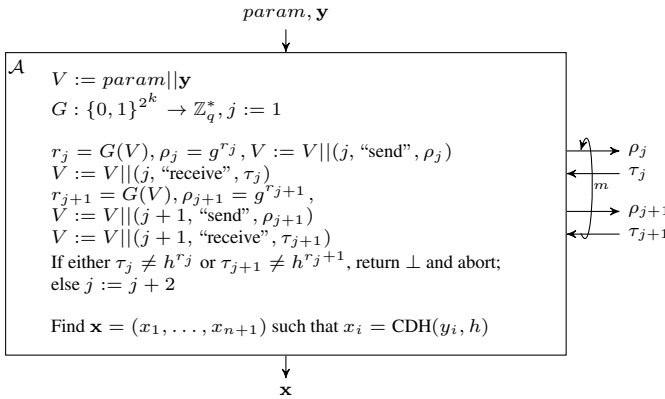 param, y
𝒜
V := param||y
G : {0, 1}^{2^k} → ℤ_q^*, j := 1
r_j = G(V), ρ_j = g^{r_j}, V := V||(j, “send”, ρ_j)
ρ_j
V := V||(j, “receive”, τ_j)
τ_j
r_{j+1} = G(V), ρ_{j+1} = g^{r_{j+1}},
m
V := V||(j + 1, “send”, ρ_{j+1})
ρ_{j+1}
V := V||(j + 1, “receive”, τ_{j+1})
τ_{j+1}
If either τ_j ≠ h^{r_j} or τ_{j+1} ≠ h^{r_{j+1}}, return ⊥ and abort;
else j := j + 2
Find x = (x_1, . . . , x_{n+1}) such that x_i = CDH(y_i, h)
x